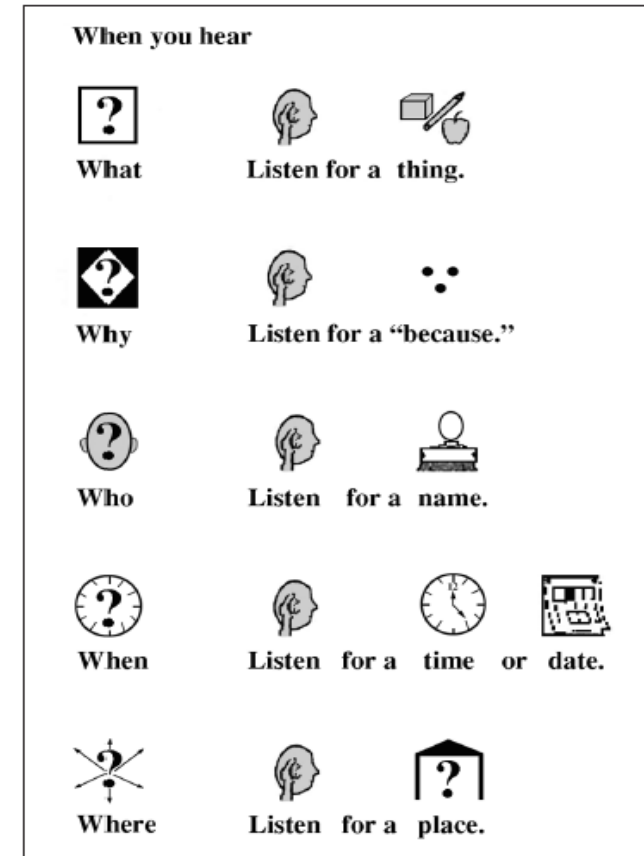 When you hear
?
What Listen for a thing.
?
Why Listen for a “because.”
?
Who Listen for a name.
? 12
When Listen for a time or date.
? ?
Where Listen for a place.